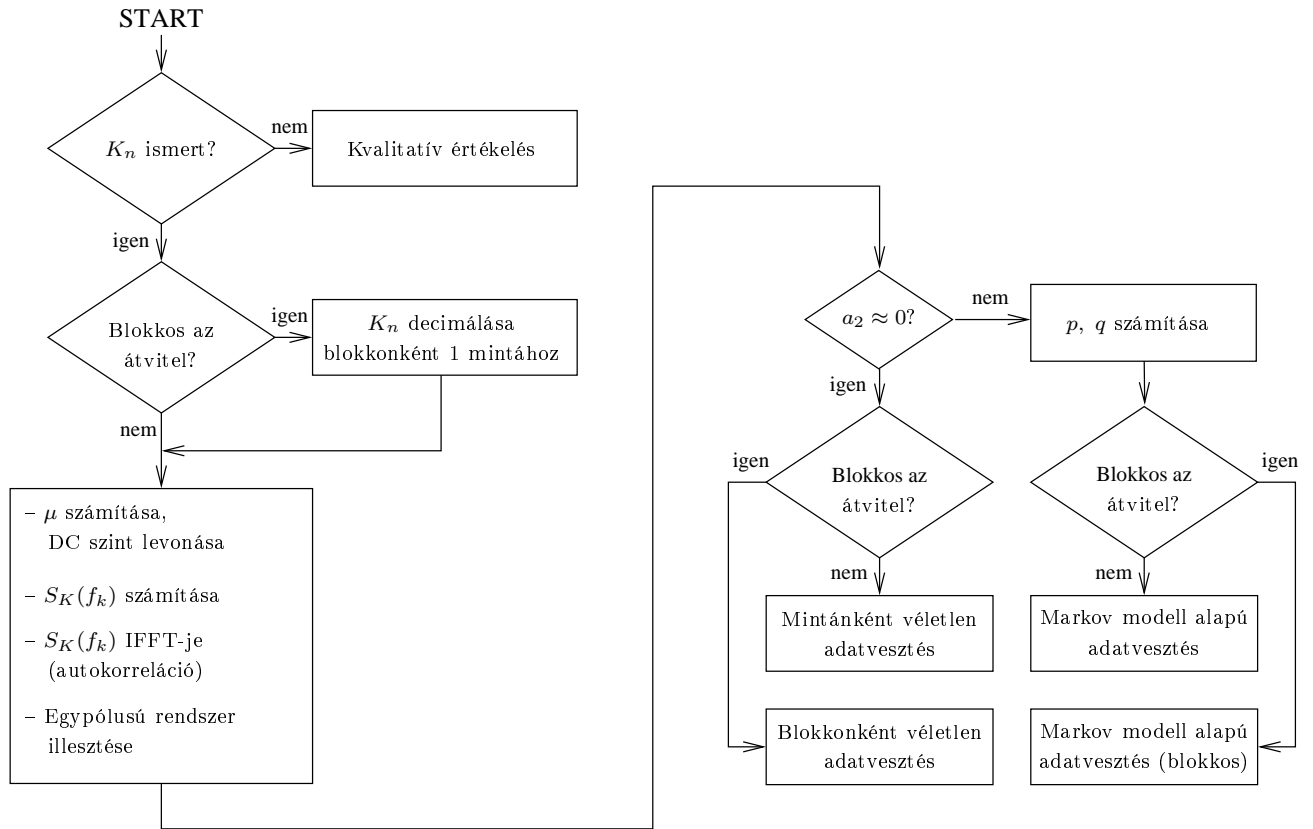 START
K_n ismert?
nem
Kvalitatív értékelés
igen
Blokkos az
átvitel?
igen
K_n decimálása
blokkonként 1 mintához
nem
– μ számítása,
DC szint levonása
– S_K(f_k) számítása
– S_K(f_k) IFFT-je
(autokorreláció)
– Egypólusú rendszer
illesztése
a_2 ≈ 0?
nem
p, q számítása
igen
igen
Blokkos az
átvitel?
nem
Mintánként véletlen
adatvesztés
Blokkonként véletlen
adatvesztés
Blokkos az
átvitel?
igen
nem
Markov modell alapú
adatvesztés
Markov modell alapú
adatvesztés (blokkos)